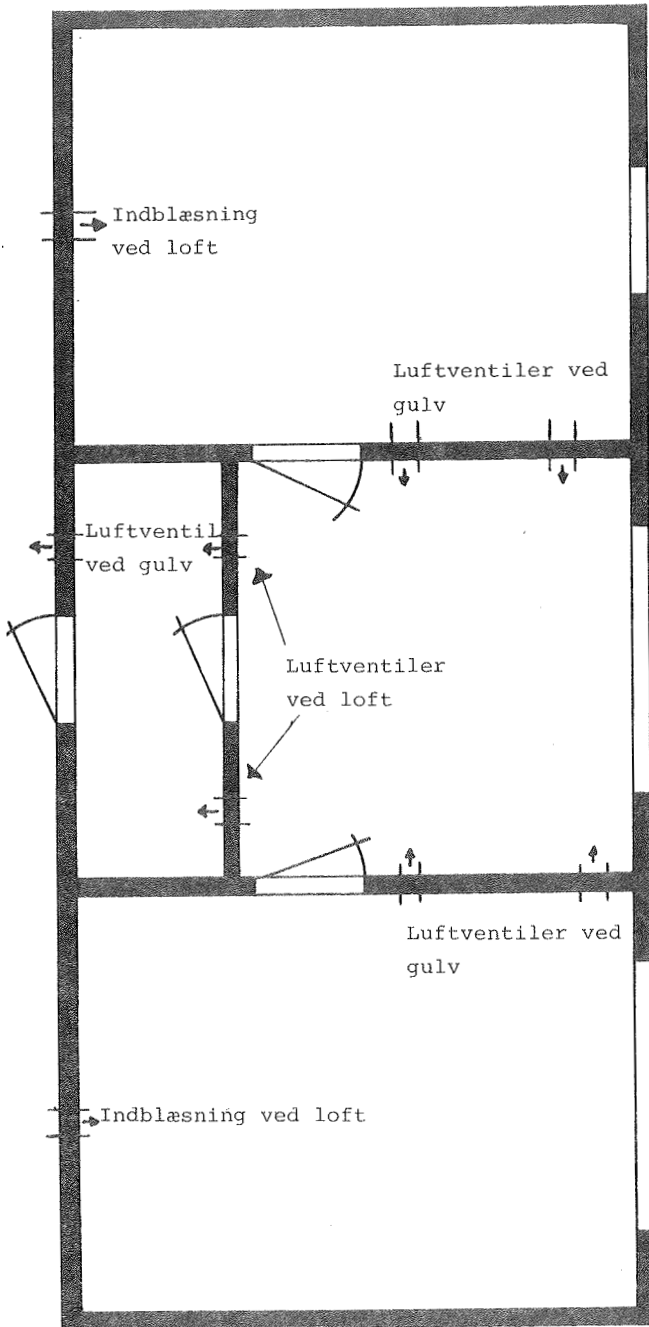 Indblæsning
ved loft
Luftventiler ved
gulv
Luftventil
ved gulv
Luftventiler
ved loft
Luftventiler ved
gulv
Indblæsning ved loft